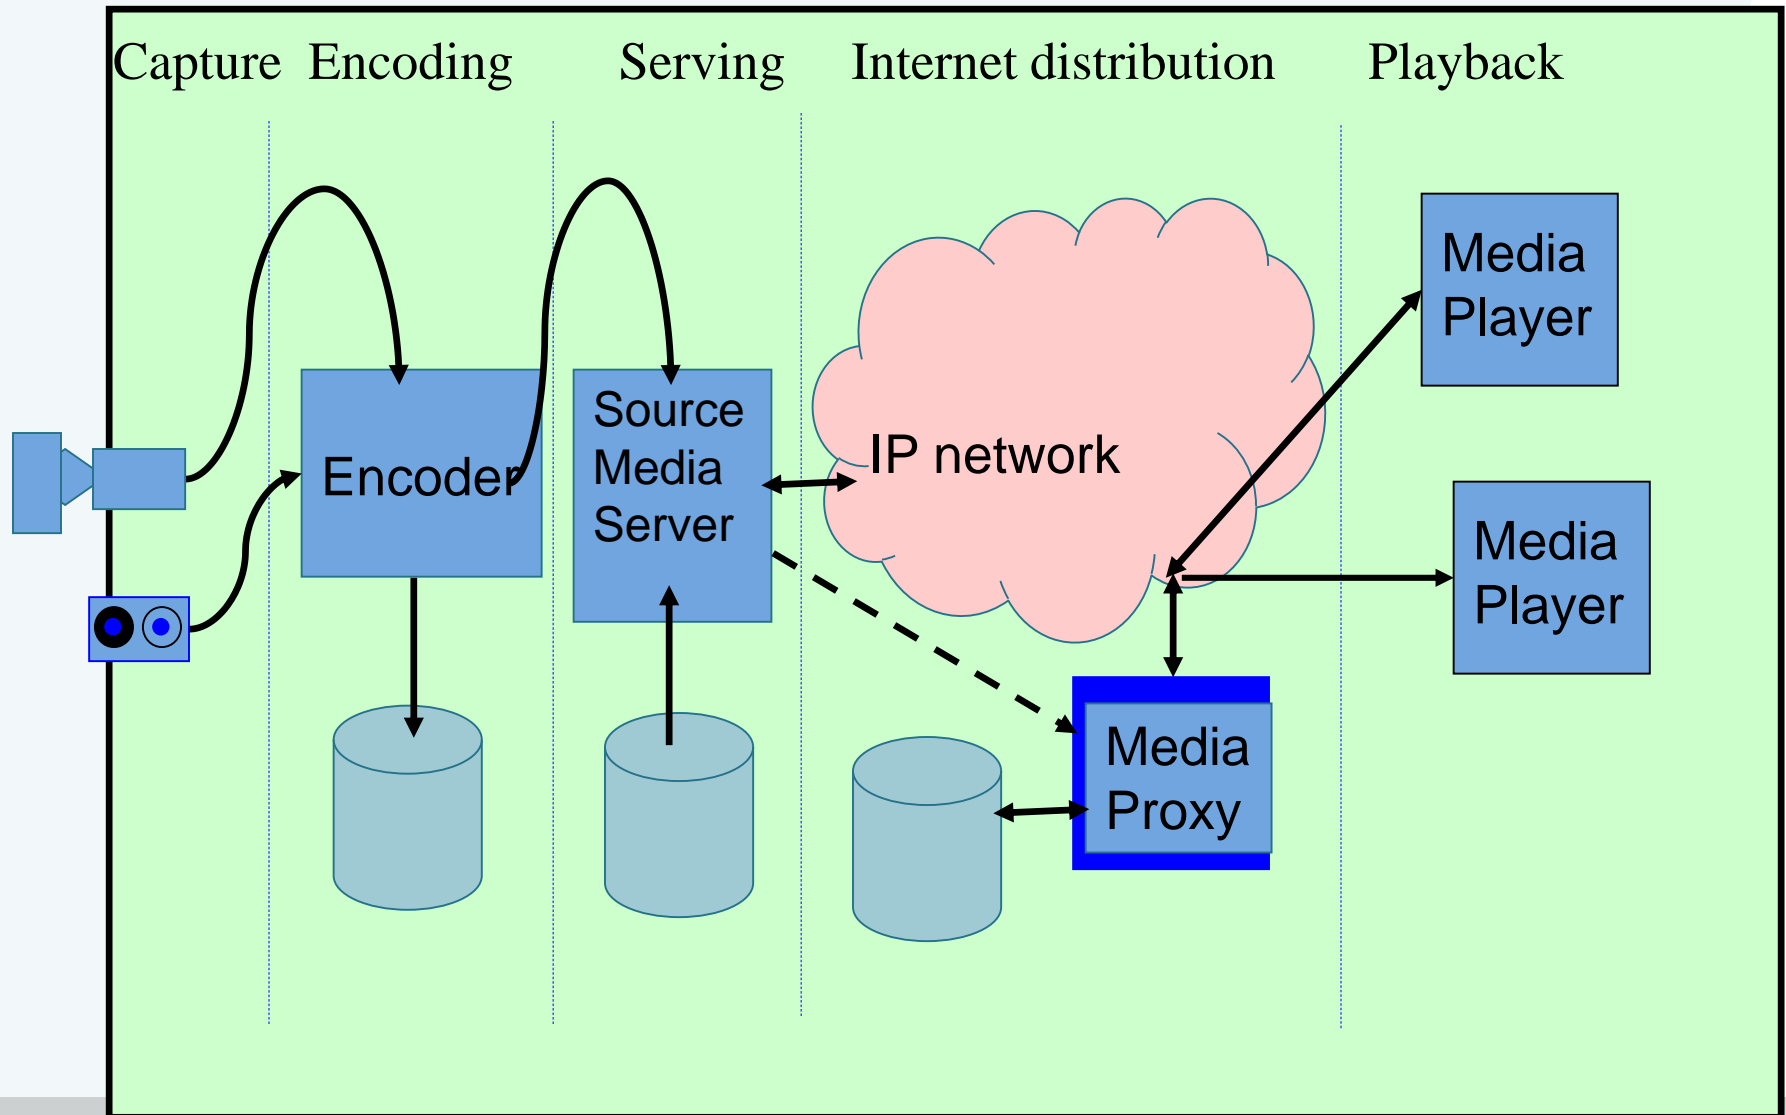 Capture Encoding Serving Internet distribution Playback
Media
Player
Source
Media
Server
Encoder
IP network
Media
Player
Media
Proxy